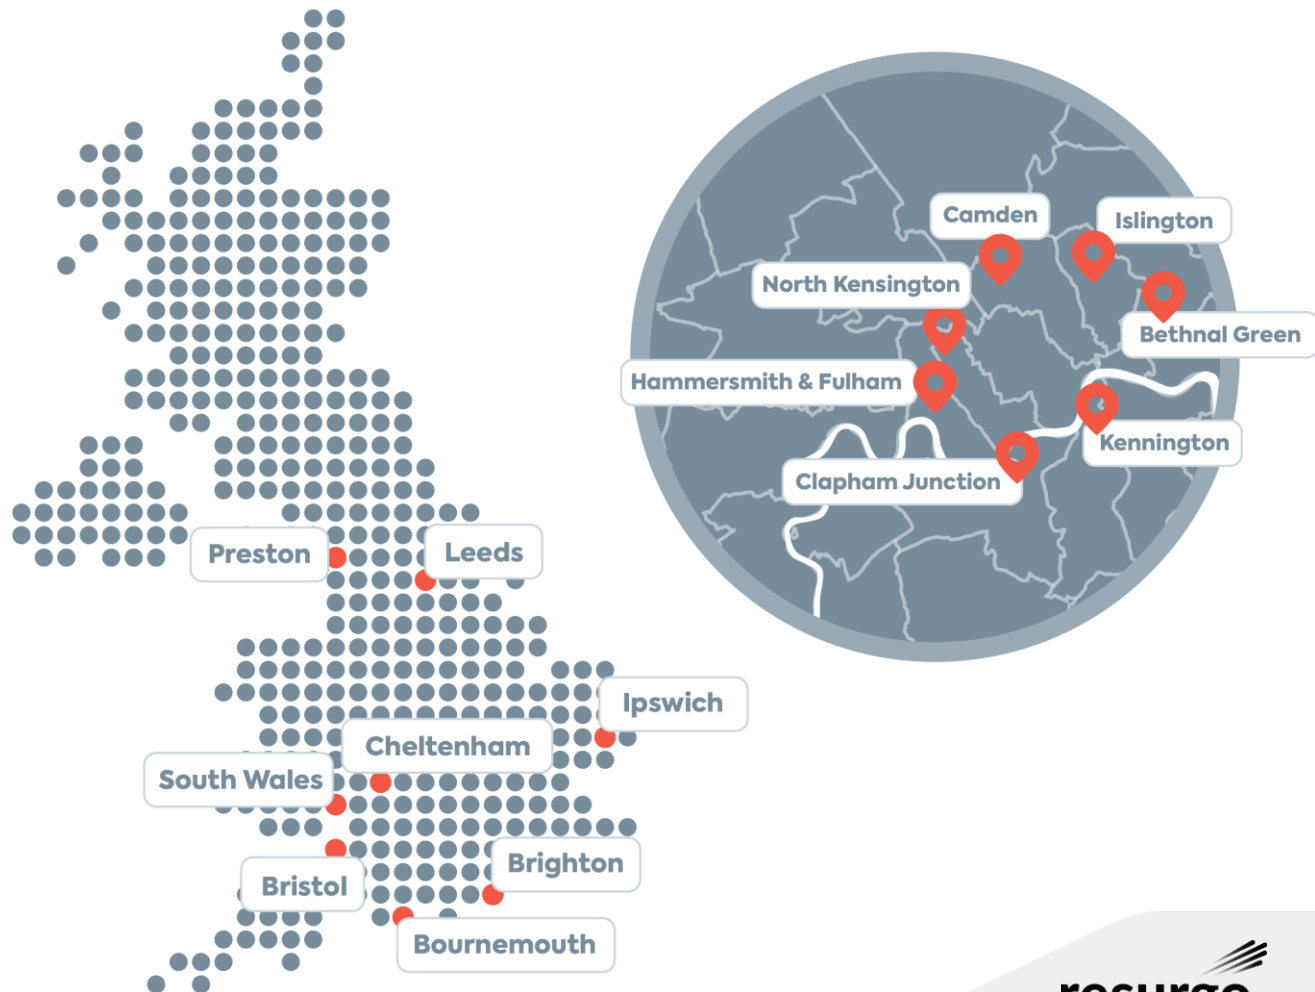 Camden
Islington
North Kensington
Bethnal Green
Hammersmith & Fulham
Kennington
Clapham Junction
Preston
Leeds
Ipswich
Cheltenham
South Wales
Brighton
Bristol
Bournemouth
resurgo